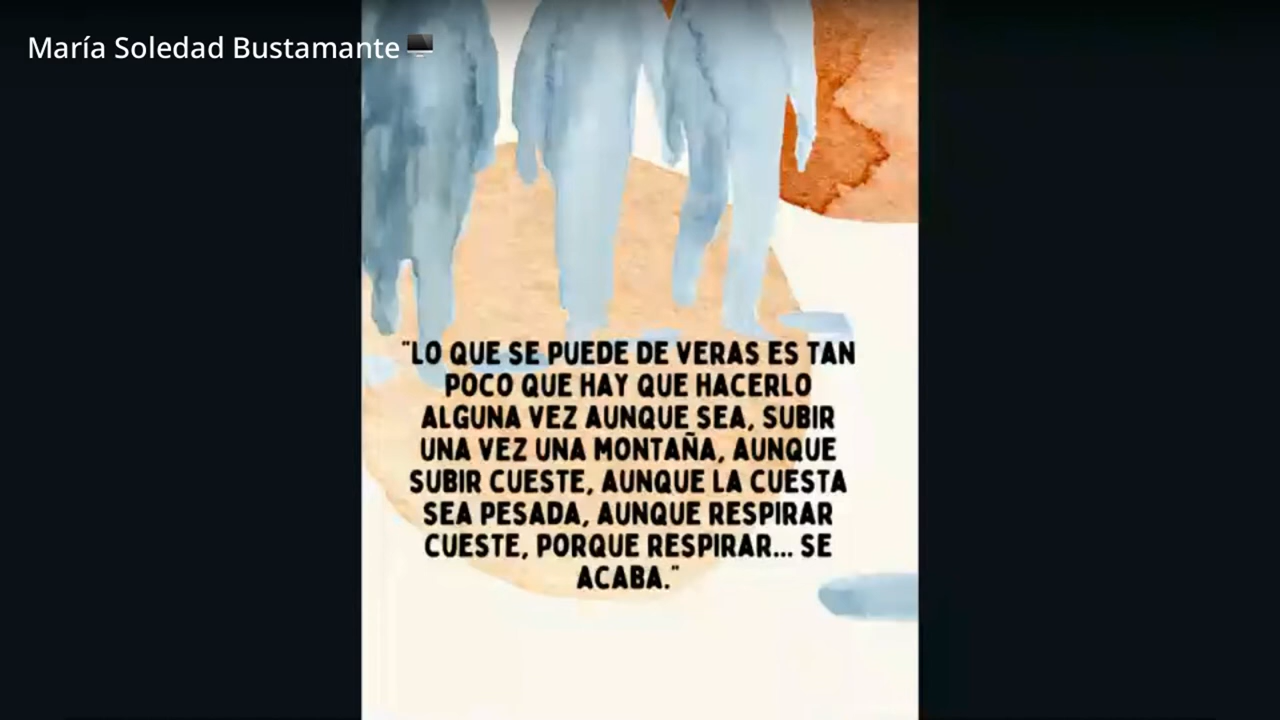 María Soledad Bustamante
"LO QUE SE PUEDE DE VERAS ES TAN
POCO QUE HAY QUE HACERLO
ALGUNA VEZ AUNQUE SEA, SUBIR
UNA VEZ UNA MONTAÑA, AUNQUE
SUBIR CUESTE, AUNQUE LA CUESTA
SEA PESADA, AUNQUE RESPIRAR
CUESTE, PORQUE RESPIRAR... SE
ACABA."